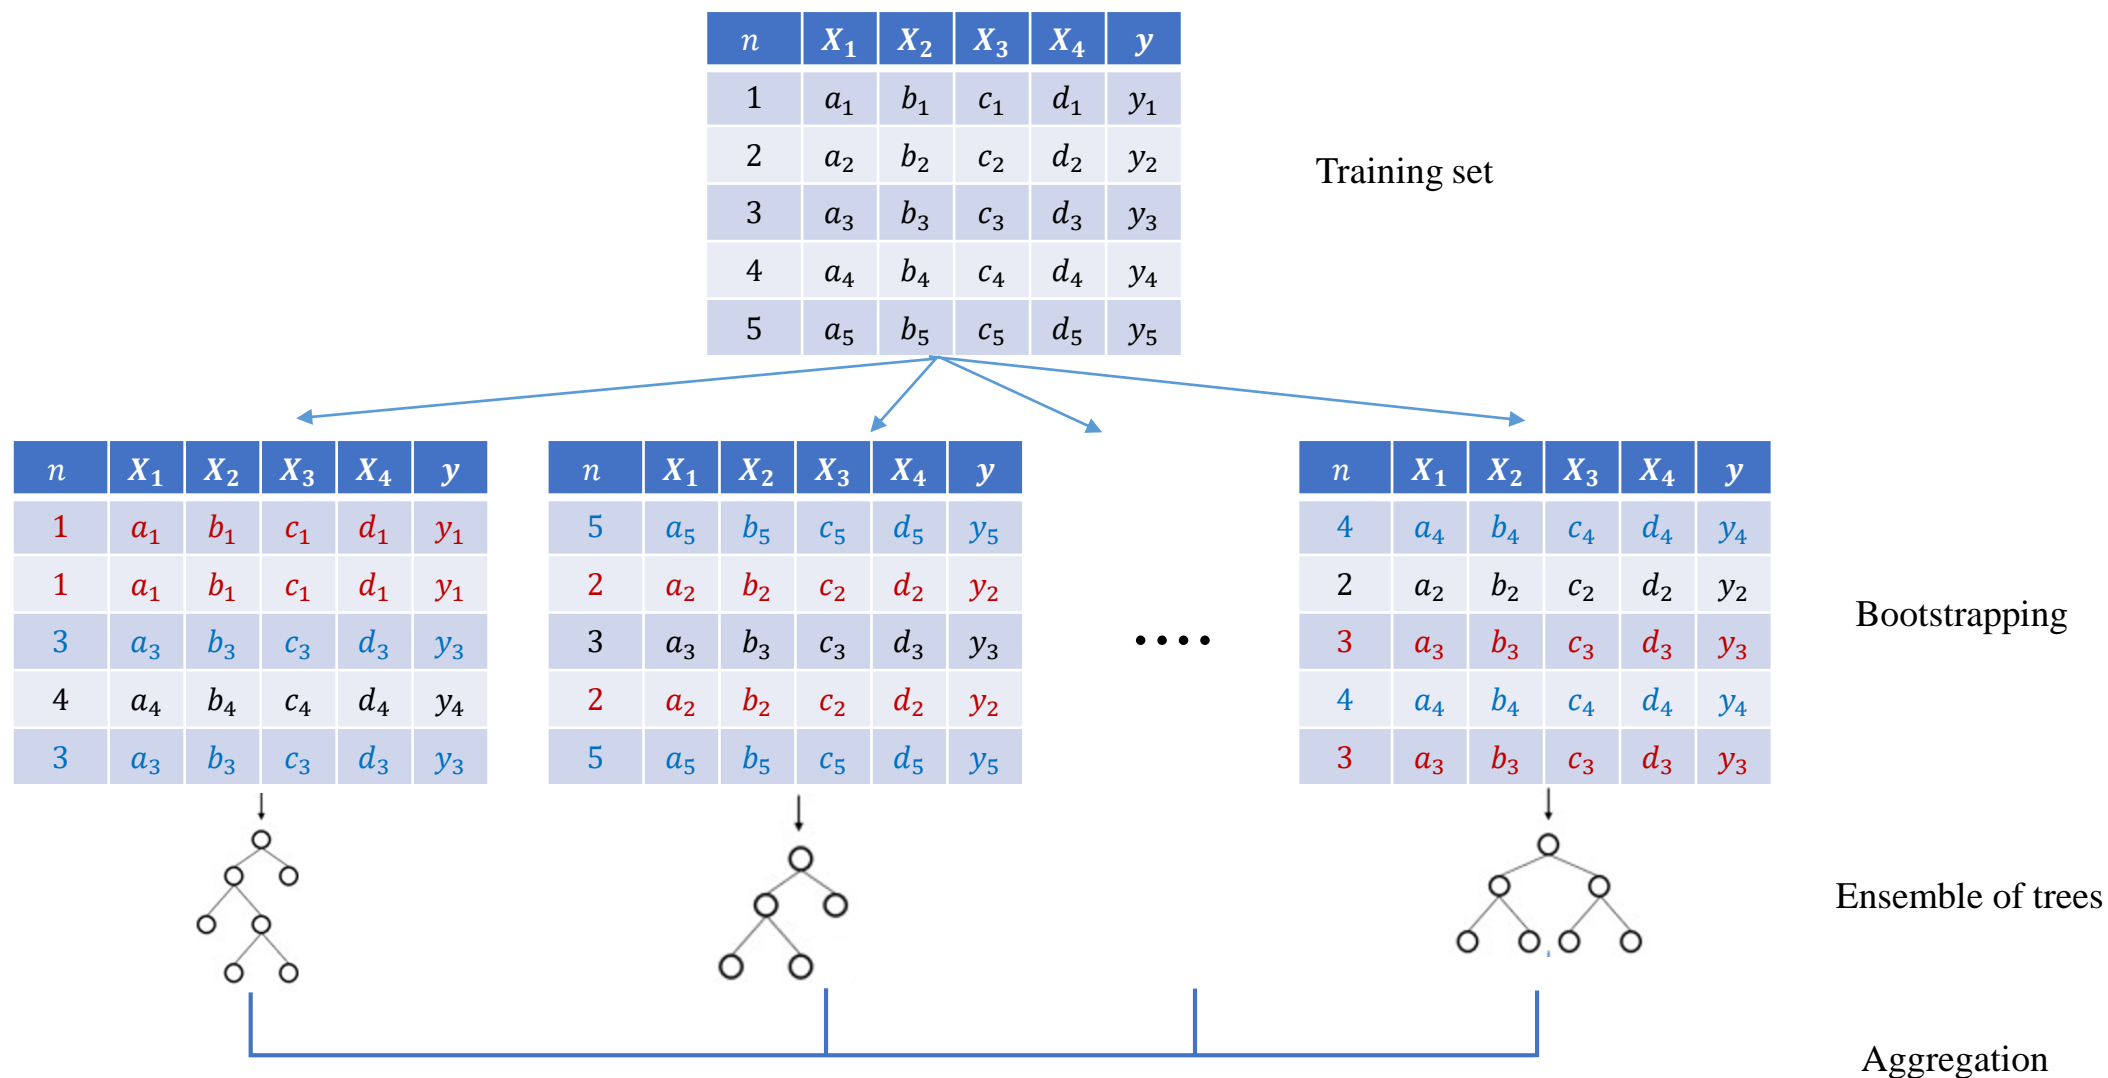 n X₁ X₂ X₃ X₄ y
1 a₁ b₁ c₁ d₁ y₁
2 a₂ b₂ c₂ d₂ y₂
3 a₃ b₃ c₃ d₃ y₃
4 a₄ b₄ c₄ d₄ y₄
5 a₅ b₅ c₅ d₅ y₅
Training set
n X₁ X₂ X₃ X₄ y
1 a₁ b₁ c₁ d₁ y₁
1 a₁ b₁ c₁ d₁ y₁
3 a₃ b₃ c₃ d₃ y₃
4 a₄ b₄ c₄ d₄ y₄
3 a₃ b₃ c₃ d₃ y₃
n X₁ X₂ X₃ X₄ y
5 a₅ b₅ c₅ d₅ y₅
2 a₂ b₂ c₂ d₂ y₂
3 a₃ b₃ c₃ d₃ y₃
2 a₂ b₂ c₂ d₂ y₂
5 a₅ b₅ c₅ d₅ y₅
....
n X₁ X₂ X₃ X₄ y
4 a₄ b₄ c₄ d₄ y₄
2 a₂ b₂ c₂ d₂ y₂
3 a₃ b₃ c₃ d₃ y₃
4 a₄ b₄ c₄ d₄ y₄
3 a₃ b₃ c₃ d₃ y₃
Bootstrapping
Ensemble of trees
Aggregation